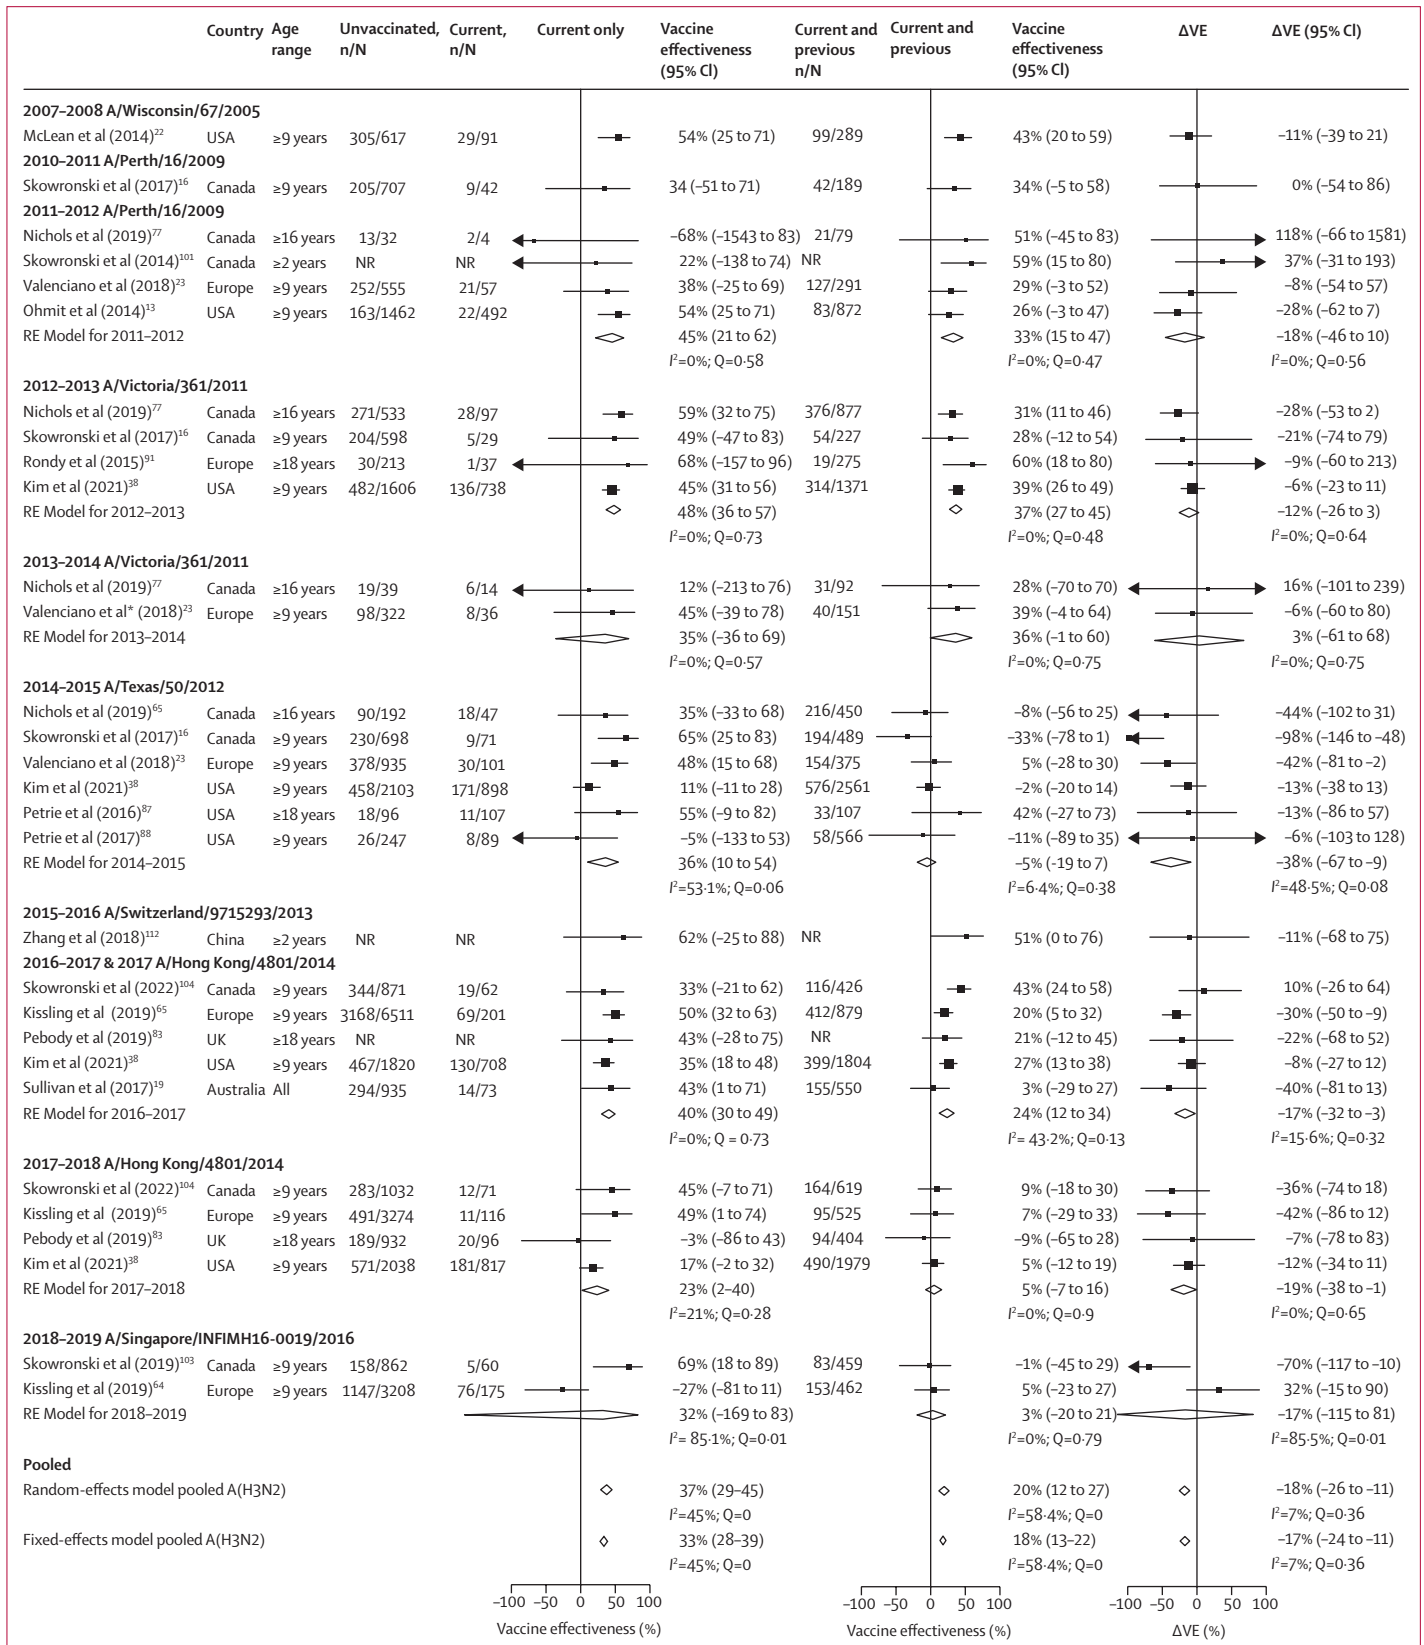 Country Age range Unvaccinated, n/N Current, n/N Current only Vaccine effectiveness (95% CI) Current and previous n/N Current and previous Vaccine effectiveness (95% CI) ΔVE ΔVE (95% CI)
2007–2008 A/Wisconsin/67/2005
McLean et al (2014)22 USA ≥9 years 305/617 29/91 54% (25 to 71) 99/289 43% (20 to 59) –11% (–39 to 21)
2010–2011 A/Perth/16/2009
Skowronski et al (2017)16 Canada ≥9 years 205/707 9/42 34 (–51 to 71) 42/189 34% (–5 to 58) 0% (–54 to 86)
2011–2012 A/Perth/16/2009
Nichols et al (2019)77 Canada ≥16 years 13/32 2/4 –68% (–1543 to 83) 21/79 51% (–45 to 83) 118% (–66 to 1581)
Skowronski et al (2014)101 Canada ≥2 years NR NR 22% (–138 to 74) NR 59% (15 to 80) 37% (–31 to 193)
Valenciano et al (2018)23 Europe ≥9 years 252/555 21/57 38% (–25 to 69) 127/291 29% (–3 to 52) –8% (–54 to 57)
Ohmit et al (2014)13 USA ≥9 years 163/1462 22/492 54% (25 to 71) 83/872 26% (–3 to 47) –28% (–62 to 7)
RE Model for 2011–2012 45% (21 to 62) 33% (15 to 47) –18% (–46 to 10)
I²=0%; Q=0·58 I²=0%; Q=0·47 I²=0%; Q=0·56
2012–2013 A/Victoria/361/2011
Nichols et al (2019)77 Canada ≥16 years 271/533 28/97 59% (32 to 75) 376/877 31% (11 to 46) –28% (–53 to 2)
Skowronski et al (2017)16 Canada ≥9 years 204/598 5/29 49% (–47 to 83) 54/227 28% (–12 to 54) –21% (–74 to 79)
Rondy et al (2015)91 Europe ≥18 years 30/213 1/37 68% (–157 to 96) 19/275 60% (18 to 80) –9% (–60 to 213)
Kim et al (2021)38 USA ≥9 years 482/1606 136/738 45% (31 to 56) 314/1371 39% (26 to 49) –6% (–23 to 11)
RE Model for 2012–2013 48% (36 to 57) 37% (27 to 45) –12% (–26 to 3)
I²=0%; Q=0·73 I²=0%; Q=0·48 I²=0%; Q=0·64
2013–2014 A/Victoria/361/2011
Nichols et al (2019)77 Canada ≥16 years 19/39 6/14 12% (–213 to 76) 31/92 28% (–70 to 70) 16% (–101 to 239)
Valenciano et al* (2018)23 Europe ≥9 years 98/322 8/36 45% (–39 to 78) 40/151 39% (–4 to 64) –6% (–60 to 80)
RE Model for 2013–2014 35% (–36 to 69) 36% (–1 to 60) 3% (–61 to 68)
I²=0%; Q=0·57 I²=0%; Q=0·75 I²=0%; Q=0·75
2014–2015 A/Texas/50/2012
Nichols et al (2019)65 Canada ≥16 years 90/192 18/47 35% (–33 to 68) 216/450 –8% (–56 to 25) –44% (–102 to 31)
Skowronski et al (2017)16 Canada ≥9 years 230/698 9/71 65% (25 to 83) 194/489 –33% (–78 to 1) –98% (–146 to –48)
Valenciano et al (2018)23 Europe ≥9 years 378/935 30/101 48% (15 to 68) 154/375 5% (–28 to 30) –42% (–81 to –2)
Kim et al (2021)38 USA ≥9 years 458/2103 171/898 11% (–11 to 28) 576/2561 –2% (–20 to 14) –13% (–38 to 13)
Petrie et al (2016)87 USA ≥18 years 18/96 11/107 55% (–9 to 82) 33/107 42% (–27 to 73) –13% (–86 to 57)
Petrie et al (2017)88 USA ≥9 years 26/247 8/89 –5% (–133 to 53) 58/566 –11% (–89 to 35) –6% (–103 to 128)
RE Model for 2014–2015 36% (10 to 54) –5% (–19 to 7) –38% (–67 to –9)
I²=53·1%; Q=0·06 I²=6·4%; Q=0·38 I²=48·5%; Q=0·08
2015–2016 A/Switzerland/9715293/2013
Zhang et al (2018)112 China ≥2 years NR NR 62% (–25 to 88) NR 51% (0 to 76) –11% (–68 to 75)
2016–2017 & 2017 A/Hong Kong/4801/2014
Skowronski et al (2022)104 Canada ≥9 years 344/871 19/62 33% (–21 to 62) 116/426 43% (24 to 58) 10% (–26 to 64)
Kissling et al (2019)65 Europe ≥9 years 3168/6511 69/201 50% (32 to 63) 412/879 20% (5 to 32) –30% (–50 to –9)
Pebody et al (2019)83 UK ≥18 years NR NR 43% (–28 to 75) NR 21% (–12 to 45) –22% (–68 to 52)
Kim et al (2021)38 USA ≥9 years 467/1820 130/708 35% (18 to 48) 399/1804 27% (13 to 38) –8% (–27 to 12)
Sullivan et al (2017)19 Australia All 294/935 14/73 43% (1 to 71) 155/550 3% (–29 to 27) –40% (–81 to 13)
RE Model for 2016–2017 40% (30 to 49) 24% (12 to 34) –17% (–32 to –3)
I²=0%; Q = 0·73 I²= 43·2%; Q=0·13 I²=15·6%; Q=0·32
2017–2018 A/Hong Kong/4801/2014
Skowronski et al (2022)104 Canada ≥9 years 283/1032 12/71 45% (–7 to 71) 164/619 9% (–18 to 30) –36% (–74 to 18)
Kissling et al (2019)65 Europe ≥9 years 491/3274 11/116 49% (1 to 74) 95/525 7% (–29 to 33) –42% (–86 to 12)
Pebody et al (2019)83 UK ≥18 years 189/932 20/96 –3% (–86 to 43) 94/404 –9% (–65 to 28) –7% (–78 to 83)
Kim et al (2021)38 USA ≥9 years 571/2038 181/817 17% (–2 to 32) 490/1979 5% (–12 to 19) –12% (–34 to 11)
RE Model for 2017–2018 23% (2–40) 5% (–7 to 16) –19% (–38 to –1)
I²=21%; Q=0·28 I²=0%; Q=0·9 I²=0%; Q=0·65
2018–2019 A/Singapore/INFIMH16-0019/2016
Skowronski et al (2019)103 Canada ≥9 years 158/862 5/60 69% (18 to 89) 83/459 –1% (–45 to 29) –70% (–117 to –10)
Kissling et al (2019)64 Europe ≥9 years 1147/3208 76/175 –27% (–81 to 11) 153/462 5% (–23 to 27) 32% (–15 to 90)
RE Model for 2018–2019 32% (–169 to 83) 3% (–20 to 21) –17% (–115 to 81)
I²= 85·1%; Q=0·01 I²=0%; Q=0·79 I²=85·5%; Q=0·01
Pooled
Random-effects model pooled A(H3N2) 37% (29–45) 20% (12 to 27) –18% (–26 to –11)
I²=45%; Q=0 I²=58·4%; Q=0 I²=7%; Q=0·36
Fixed-effects model pooled A(H3N2) 33% (28–39) 18% (13–22) –17% (–24 to –11)
I²=45%; Q=0 I²=58·4%; Q=0 I²=7%; Q=0·36
–100 –50 0 50 100 –100 –50 0 50 100 –100 –50 0 50 100
Vaccine effectiveness (%) Vaccine effectiveness (%) ΔVE (%)